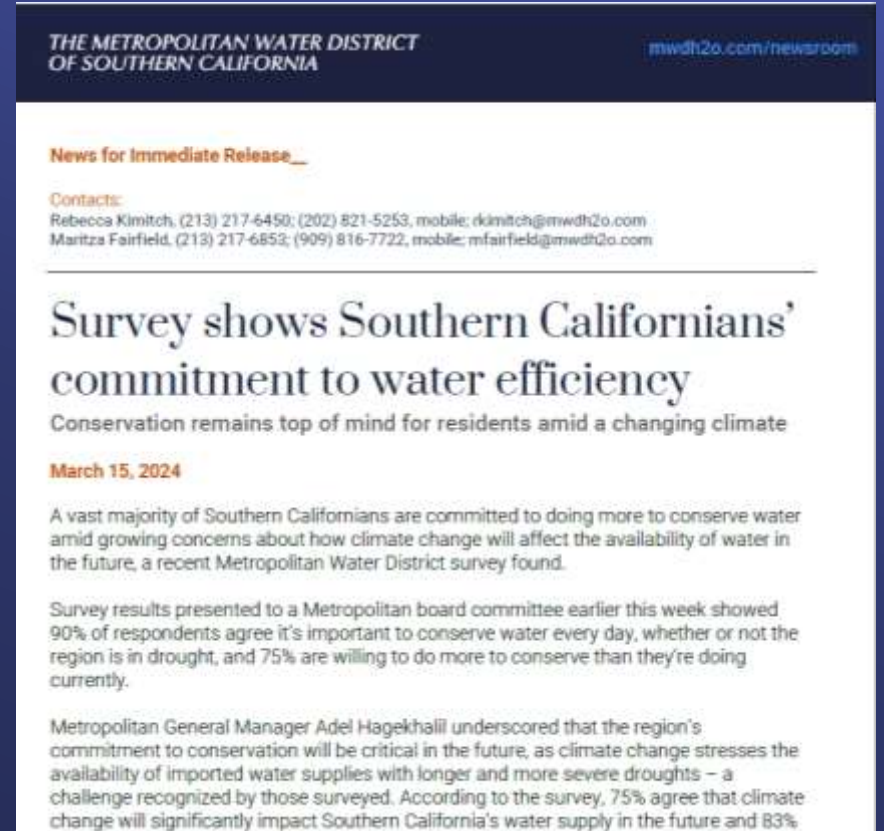 THE METROPOLITAN WATER DISTRICT
OF SOUTHERN CALIFORNIA
mwdh2o.com/newsroom
News for Immediate Release__
Contacts:
Rebecca Kimitch, (213) 217-6450; (202) 821-5253, mobile; rkimitch@mwdh2o.com
Maritza Fairfield, (213) 217-6853; (909) 816-7722, mobile; mfairfield@mwdh2o.com
Survey shows Southern Californians’
commitment to water efficiency
Conservation remains top of mind for residents amid a changing climate
March 15, 2024
A vast majority of Southern Californians are committed to doing more to conserve water
amid growing concerns about how climate change will affect the availability of water in
the future, a recent Metropolitan Water District survey found.
Survey results presented to a Metropolitan board committee earlier this week showed
90% of respondents agree it’s important to conserve water every day, whether or not the
region is in drought, and 75% are willing to do more to conserve than they’re doing
currently.
Metropolitan General Manager Adel Hagekhalil underscored that the region’s
commitment to conservation will be critical in the future, as climate change stresses the
availability of imported water supplies with longer and more severe droughts – a
challenge recognized by those surveyed. According to the survey, 75% agree that climate
change will significantly impact Southern California’s water supply in the future and 83%